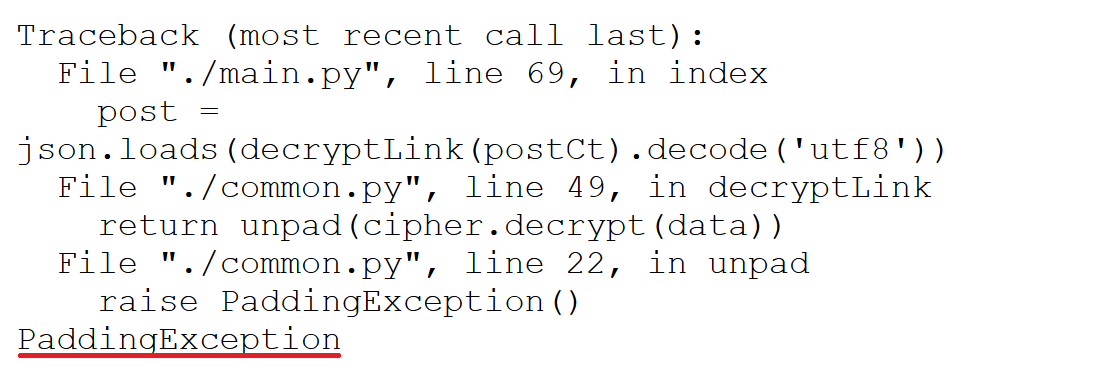 Traceback (most recent call last):
  File "./main.py", line 69, in index
    post =
json.loads(decryptLink(postCt).decode('utf8'))
  File "./common.py", line 49, in decryptLink
    return unpad(cipher.decrypt(data))
  File "./common.py", line 22, in unpad
    raise PaddingException()
PaddingException